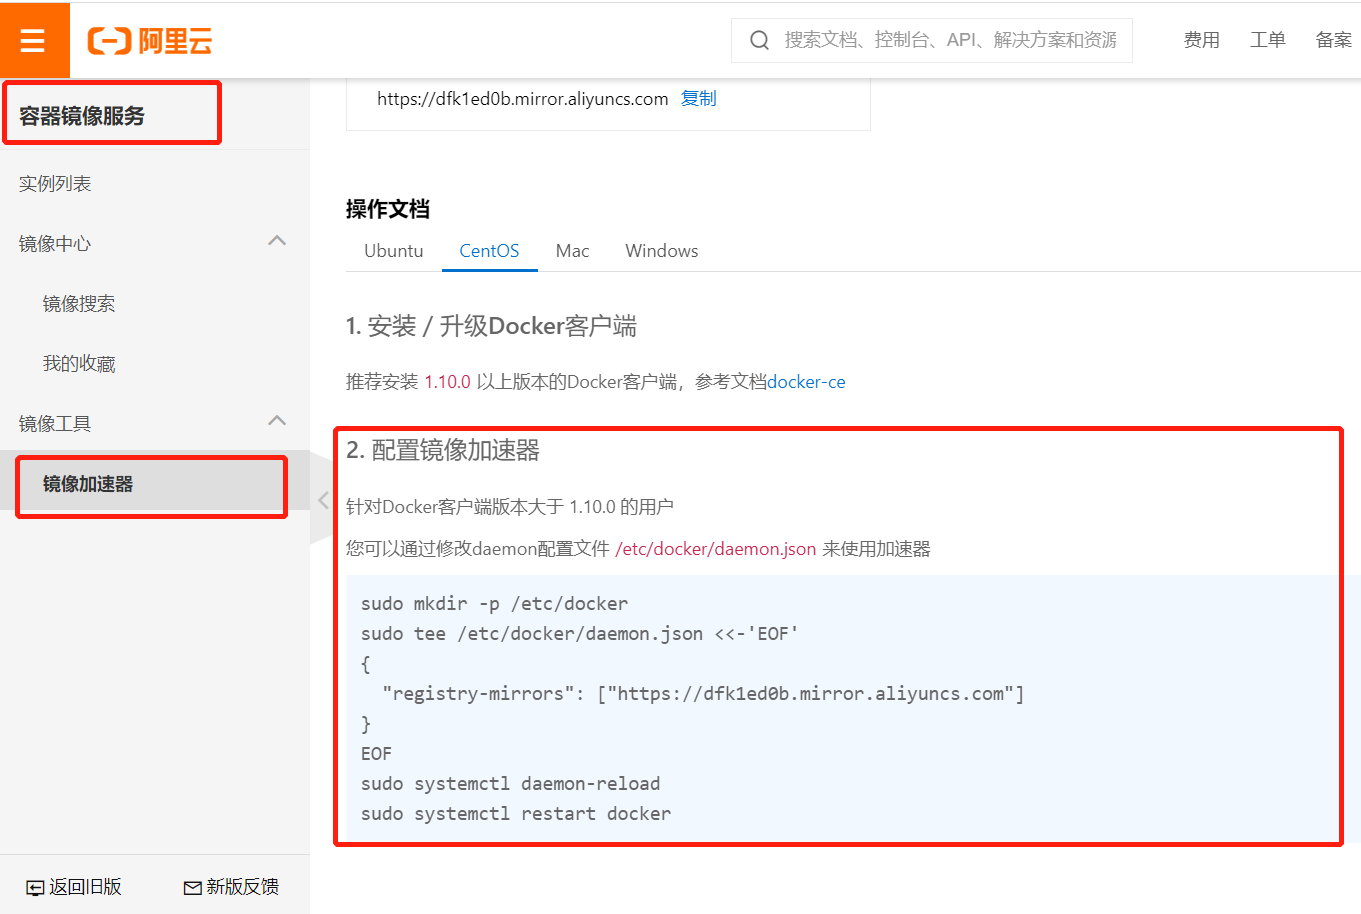 阿里云
搜索文档、控制台、API、解决方案和资源
费用
工单
备案
容器镜像服务
实例列表
镜像中心
镜像搜索
我的收藏
镜像工具
镜像加速器
返回旧版
新版反馈
https://dfk1ed0b.mirror.aliyuncs.com 复制
操作文档
Ubuntu CentOS Mac Windows
1. 安装 / 升级Docker客户端
推荐安装 1.10.0 以上版本的Docker客户端，参考文档docker-ce
2. 配置镜像加速器
针对Docker客户端版本大于 1.10.0 的用户
您可以通过修改daemon配置文件 /etc/docker/daemon.json 来使用加速器
sudo mkdir -p /etc/docker
sudo tee /etc/docker/daemon.json <<-'EOF'
{
  "registry-mirrors": ["https://dfk1ed0b.mirror.aliyuncs.com"]
}
EOF
sudo systemctl daemon-reload
sudo systemctl restart docker